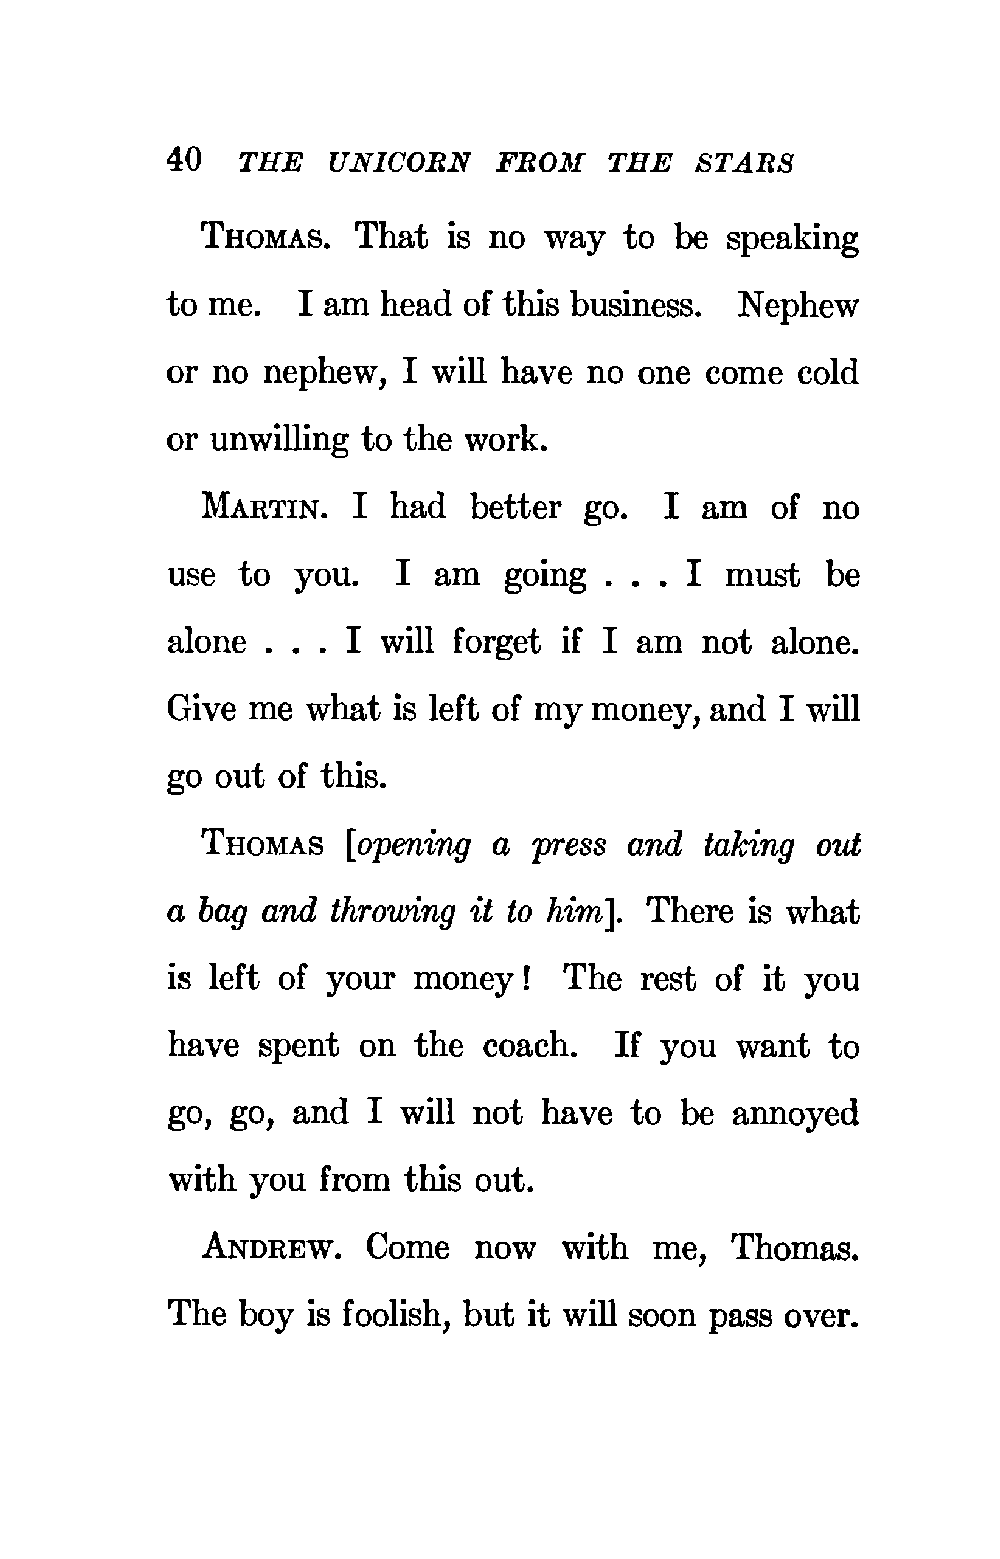 40 THE UNICORN FROM THE STARS
THOMAS. That is no way to be speaking
to me. I am head of this business. Nephew
or no nephew, I will have no one come cold
or unwilling to the work.
MARTIN. I had better go. I am of no
use to you. I am going . . . I must be
alone . . . I will forget if I am not alone.
Give me what is left of my money, and I will
go out of this.
THOMAS [opening a press and taking out
a bag and throwing it to him]. There is what
is left of your money! The rest of it you
have spent on the coach. If you want to
go, go, and I will not have to be annoyed
with you from this out.
ANDREW. Come now with me, Thomas.
The boy is foolish, but it will soon pass over.